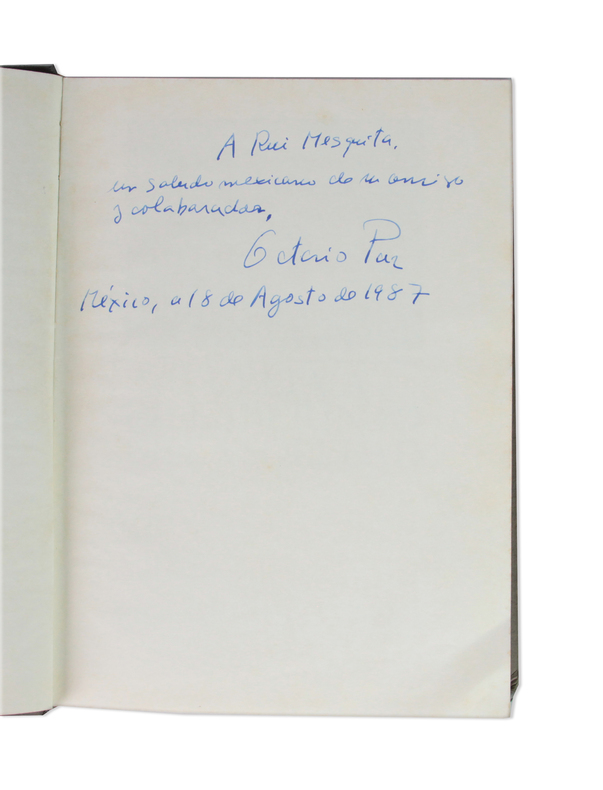 A Rui Mesquita,
un saludo mexicano de su amigo
y colaborador,
Octavio Paz
México, a 18 de Agosto de 1987